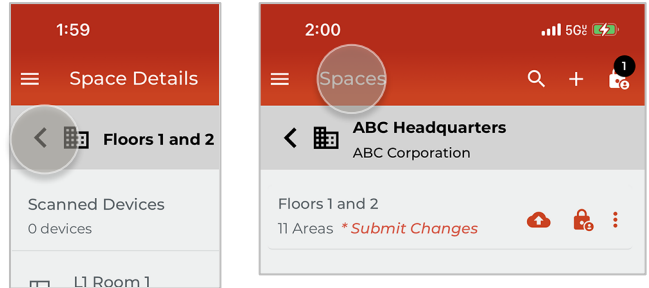 1:59
Space Details
Floors 1 and 2
Scanned Devices
0 devices
L1 Room 1
2:00
5G
Spaces
1
ABC Headquarters
ABC Corporation
Floors 1 and 2
11 Areas * Submit Changes